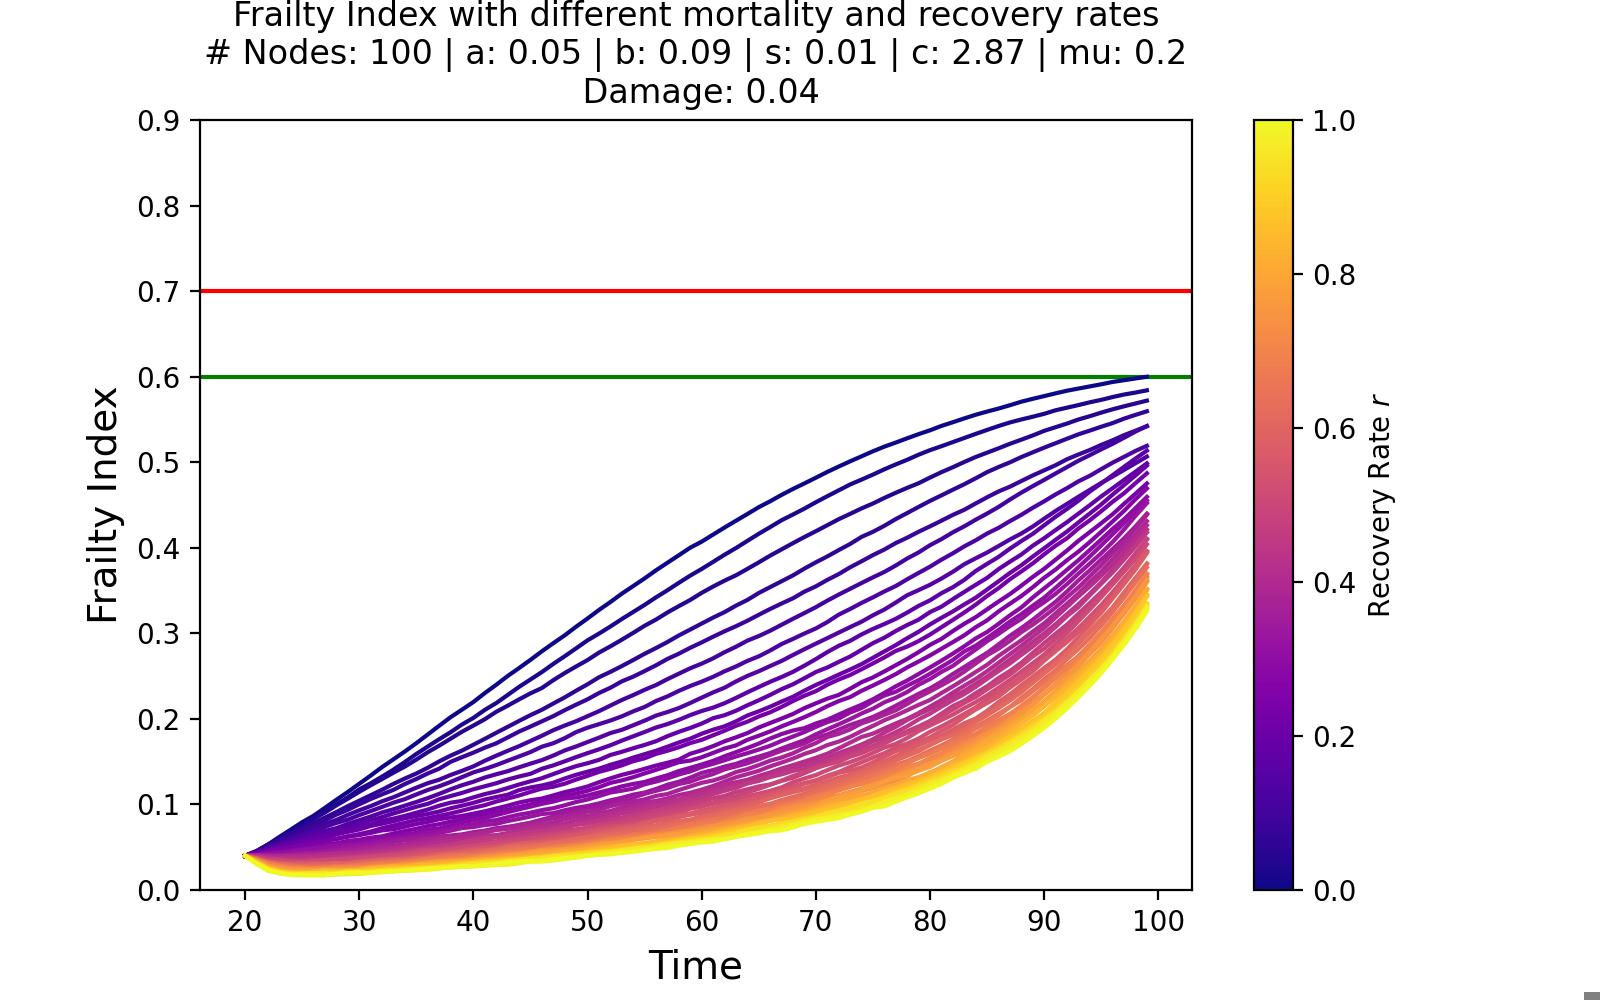 Frailty Index with different mortality and recovery rates
# Nodes: 100 | a: 0.05 | b: 0.09 | s: 0.01 | c: 2.87 | mu: 0.2
Damage: 0.04
0.9
0.8
0.7
0.6
0.5
0.4
0.3
0.2
0.1
0.0
Frailty Index
20 30 40 50 60 70 80 90 100
Time
1.0
0.8
0.6
0.4
0.2
0.0
Recovery Rate r